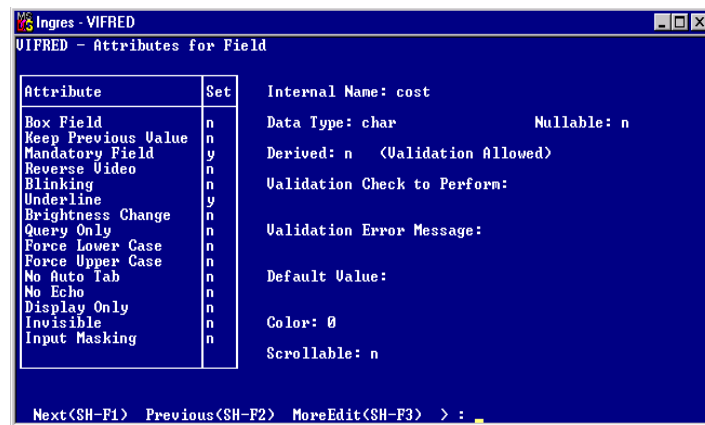 Ingres - VIFRED
VIFRED - Attributes for Field
Attribute Set
Box Field n
Keep Previous Value n
Mandatory Field y
Reverse Video n
Blinking n
Underline y
Brightness Change n
Query Only n
Force Lower Case n
Force Upper Case n
No Auto Tab n
No Echo n
Display Only n
Invisible n
Input Masking n
Internal Name: cost
Data Type: char Nullable: n
Derived: n (Validation Allowed)
Validation Check to Perform:
Validation Error Message:
Default Value:
Color: 0
Scrollable: n
Next(SH-F1) Previous(SH-F2) MoreEdit(SH-F3) > : _